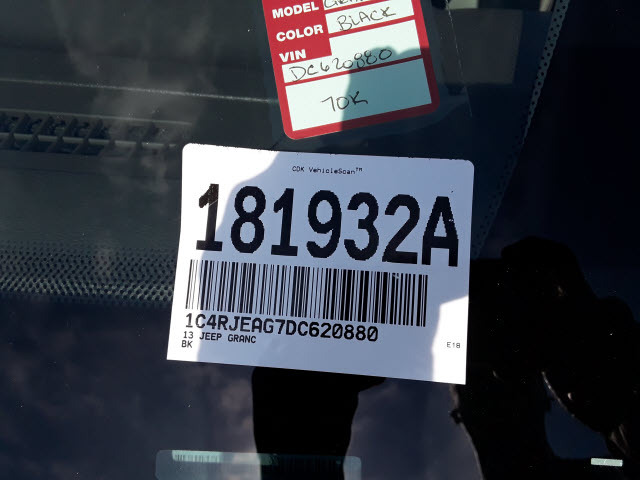 MODEL
COLOR BLACK
VIN
DC620880
70K
CDK VehicleScan™
181932A
1C4RJEAG7DC620880
13 JEEP GRANC
BK
E18